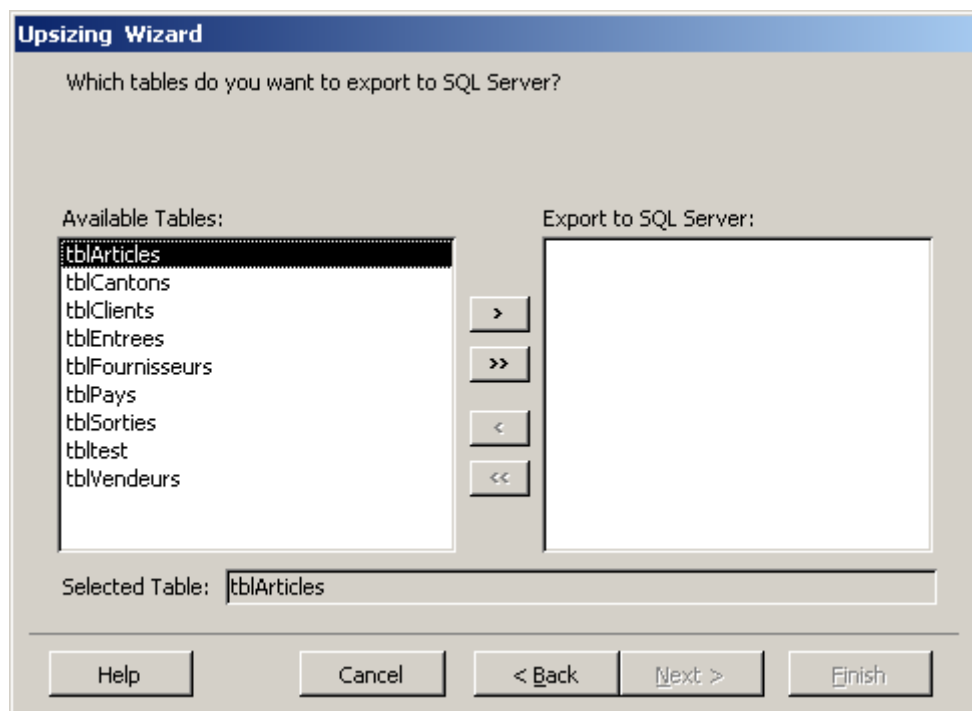 Upsizing Wizard
Which tables do you want to export to SQL Server?
Available Tables:
Export to SQL Server:
tblArticles
tblCantons
tblClients
tblEntrees
tblFournisseurs
tblPays
tblSorties
tbltest
tblVendeurs
>
>>
<
<<
Selected Table: tblArticles
Help Cancel < Back Next > Finish